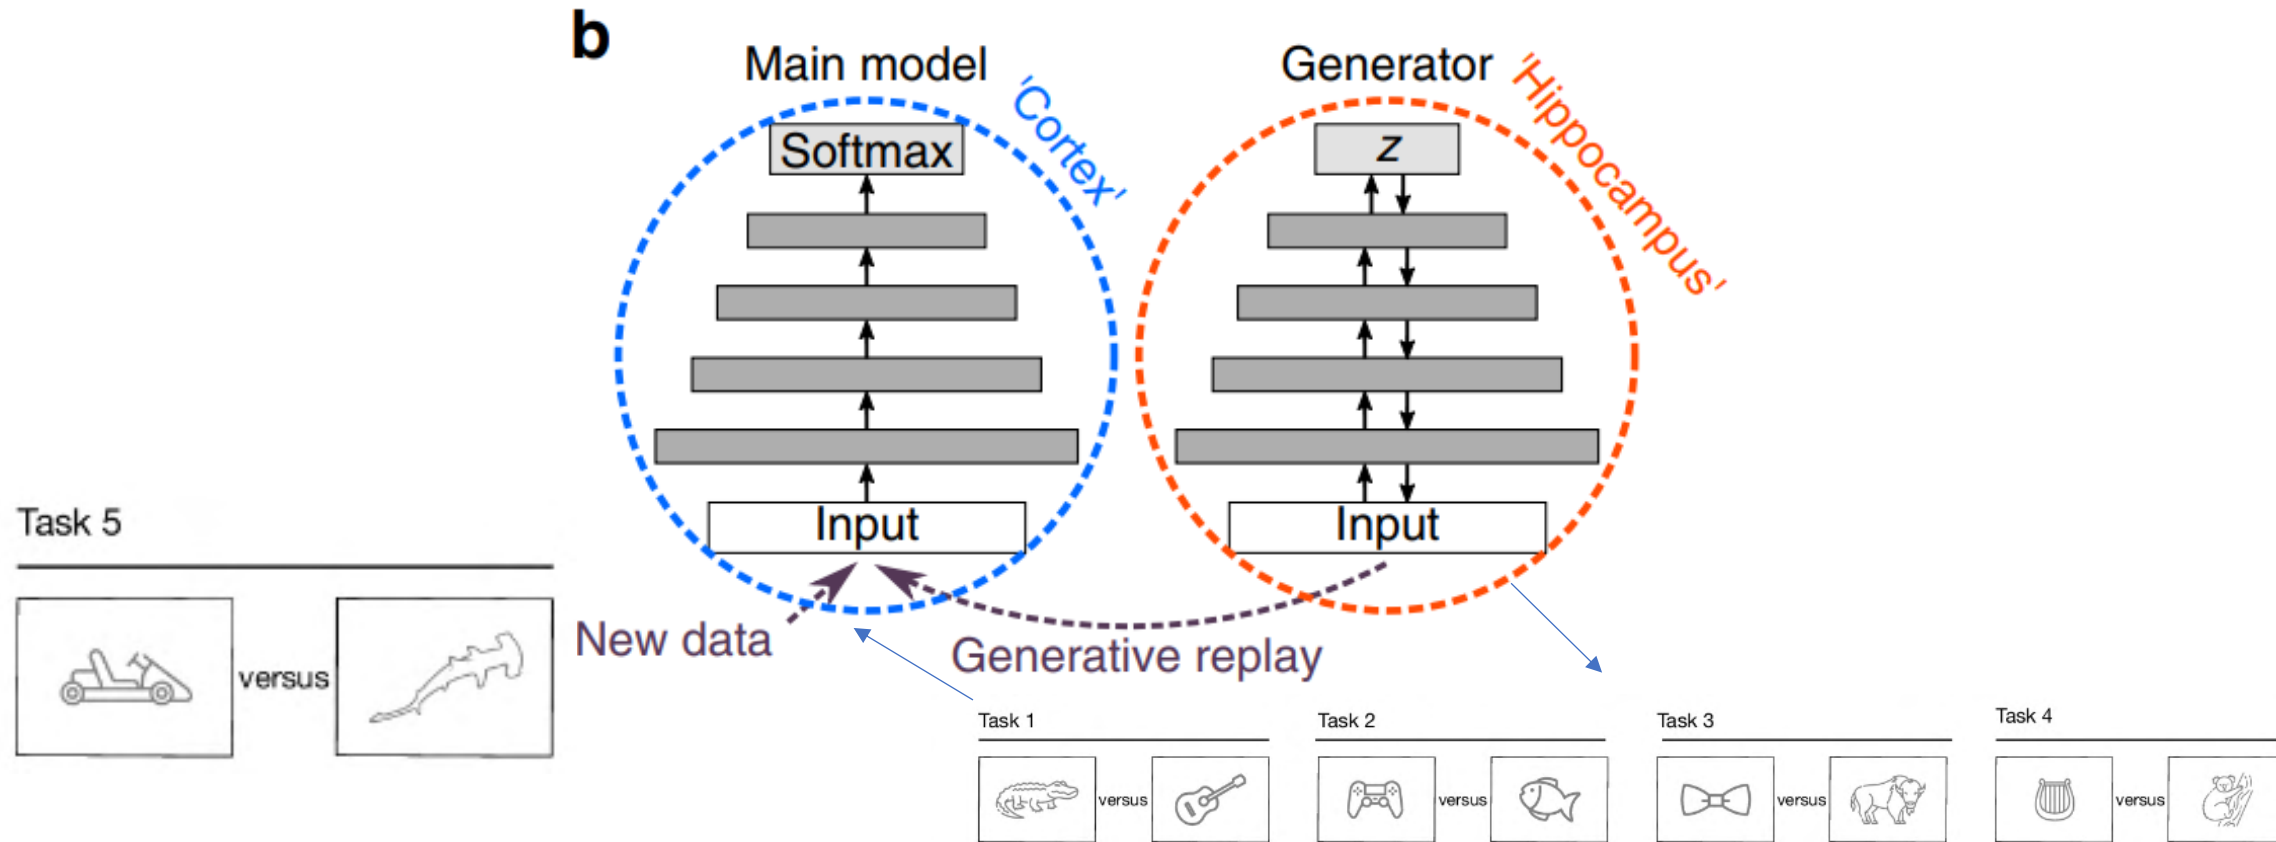 b
Main model
'Cortex'
Generator
'Hippocampus'
Softmax
z
Input
Input
New data
Generative replay
Task 5
versus
Task 1
versus
Task 2
versus
Task 3
versus
Task 4
versus